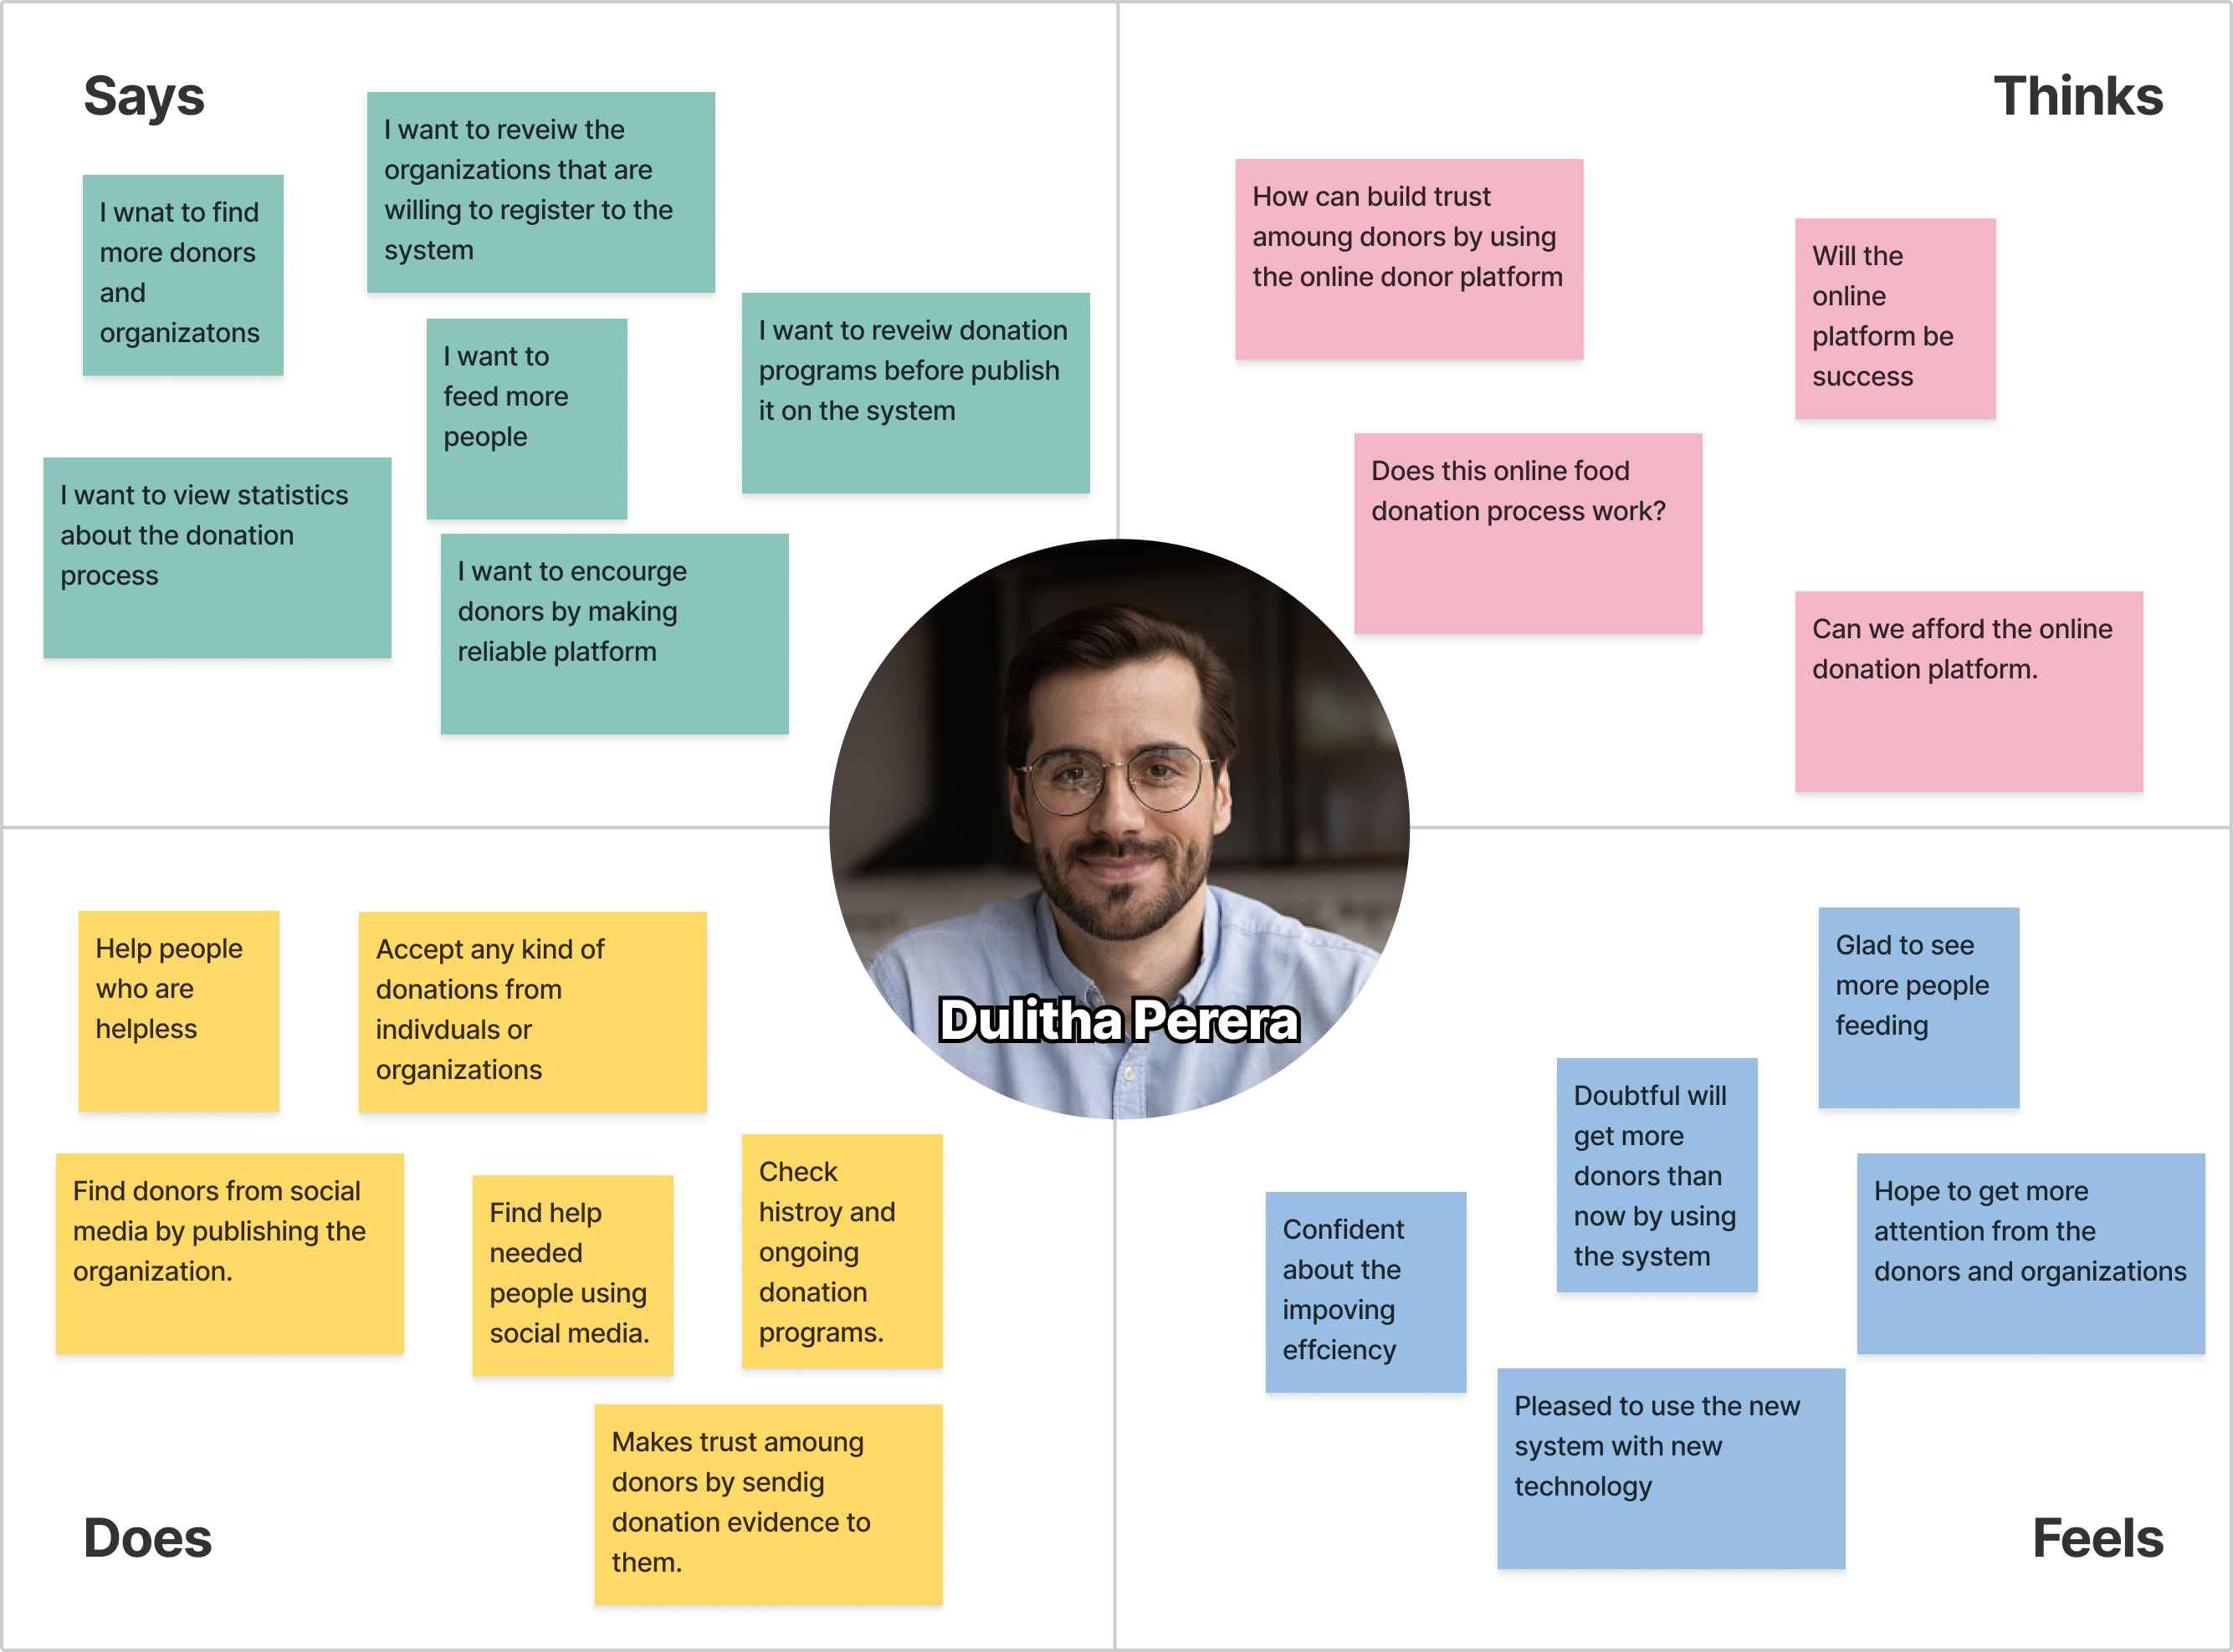 Says
I wnat to find
more donors
and
organizatons
I want to reveiw the
organizations that are
willing to register to the
system
I want to
feed more
people
I want to reveiw donation
programs before publish
it on the system
I want to view statistics
about the donation
process
I want to encourge
donors by making
reliable platform
Thinks
How can build trust
amoung donors by using
the online donor platform
Will the
online
platform be
success
Does this online food
donation process work?
Can we afford the online
donation platform.
Dulitha Perera
Help people
who are
helpless
Accept any kind of
donations from
indivduals or
organizations
Find donors from social
media by publishing the
organization.
Find help
needed
people using
social media.
Check
histroy and
ongoing
donation
programs.
Makes trust amoung
donors by sendig
donation evidence to
them.
Does
Glad to see
more people
feeding
Doubtful will
get more
donors than
now by using
the system
Confident
about the
impoving
effciency
Hope to get more
attention from the
donors and organizations
Pleased to use the new
system with new
technology
Feels